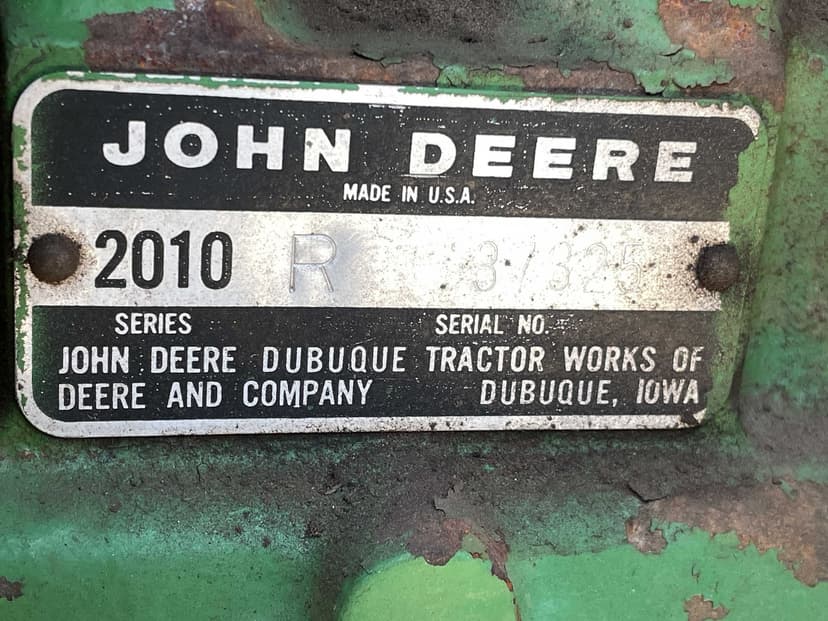 JOHN DEERE
MADE IN U.S.A.
2010 R 37325
SERIES SERIAL NO.
JOHN DEERE DUBUQUE TRACTOR WORKS OF
DEERE AND COMPANY DUBUQUE, IOWA